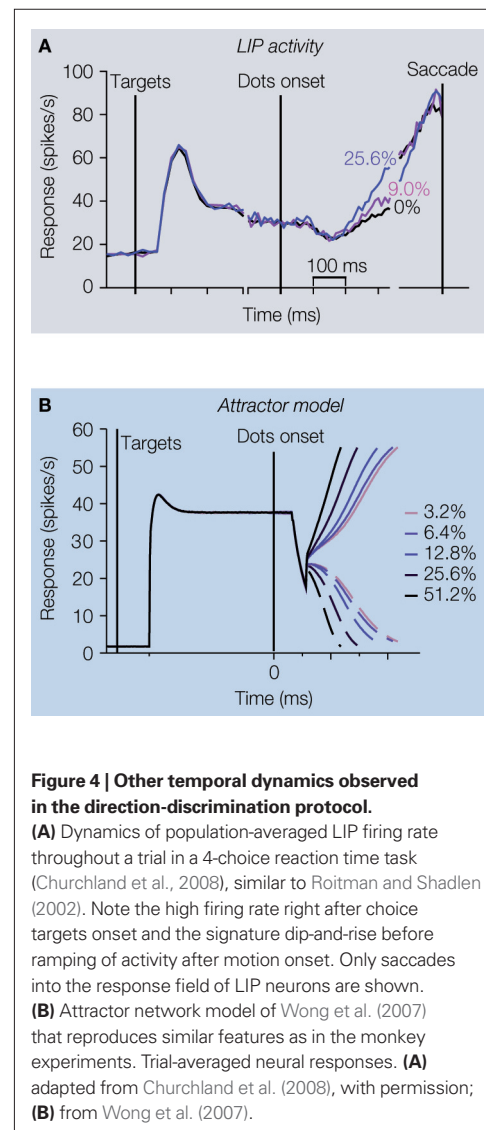 A
LIP activity
Targets
Dots onset
Saccade
100
80
60
40
20
0
Response (spikes/s)
25.6%
9.0%
0%
100 ms
Time (ms)
B
Attractor model
Targets
Dots onset
60
50
40
30
20
10
0
Response (spikes/s)
3.2%
6.4%
12.8%
25.6%
51.2%
0
Time (ms)
Figure 4 | Other temporal dynamics observed
in the direction-discrimination protocol.
(A) Dynamics of population-averaged LIP firing rate
throughout a trial in a 4-choice reaction time task
(Churchland et al., 2008), similar to Roitman and Shadlen
(2002). Note the high firing rate right after choice
targets onset and the signature dip-and-rise before
ramping of activity after motion onset. Only saccades
into the response field of LIP neurons are shown.
(B) Attractor network model of Wong et al. (2007)
that reproduces similar features as in the monkey
experiments. Trial-averaged neural responses. (A)
adapted from Churchland et al. (2008), with permission;
(B) from Wong et al. (2007).